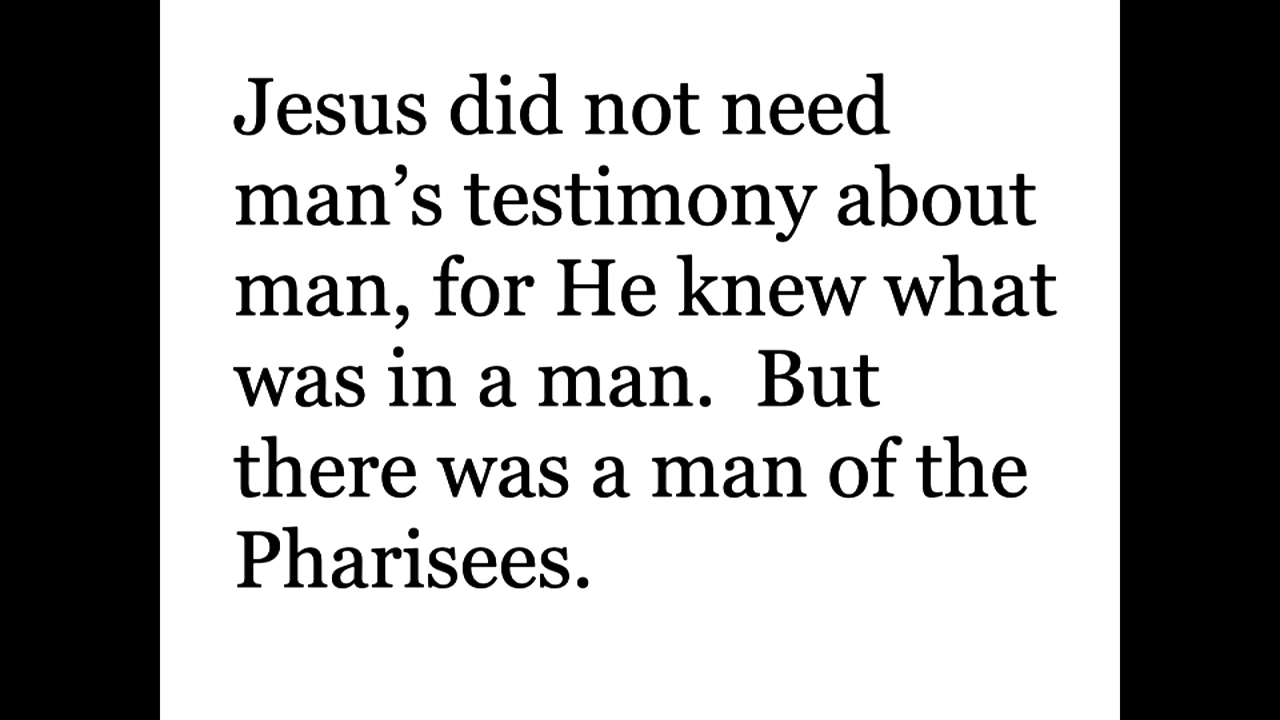 Jesus did not need
man’s testimony about
man, for He knew what
was in a man.  But
there was a man of the
Pharisees.